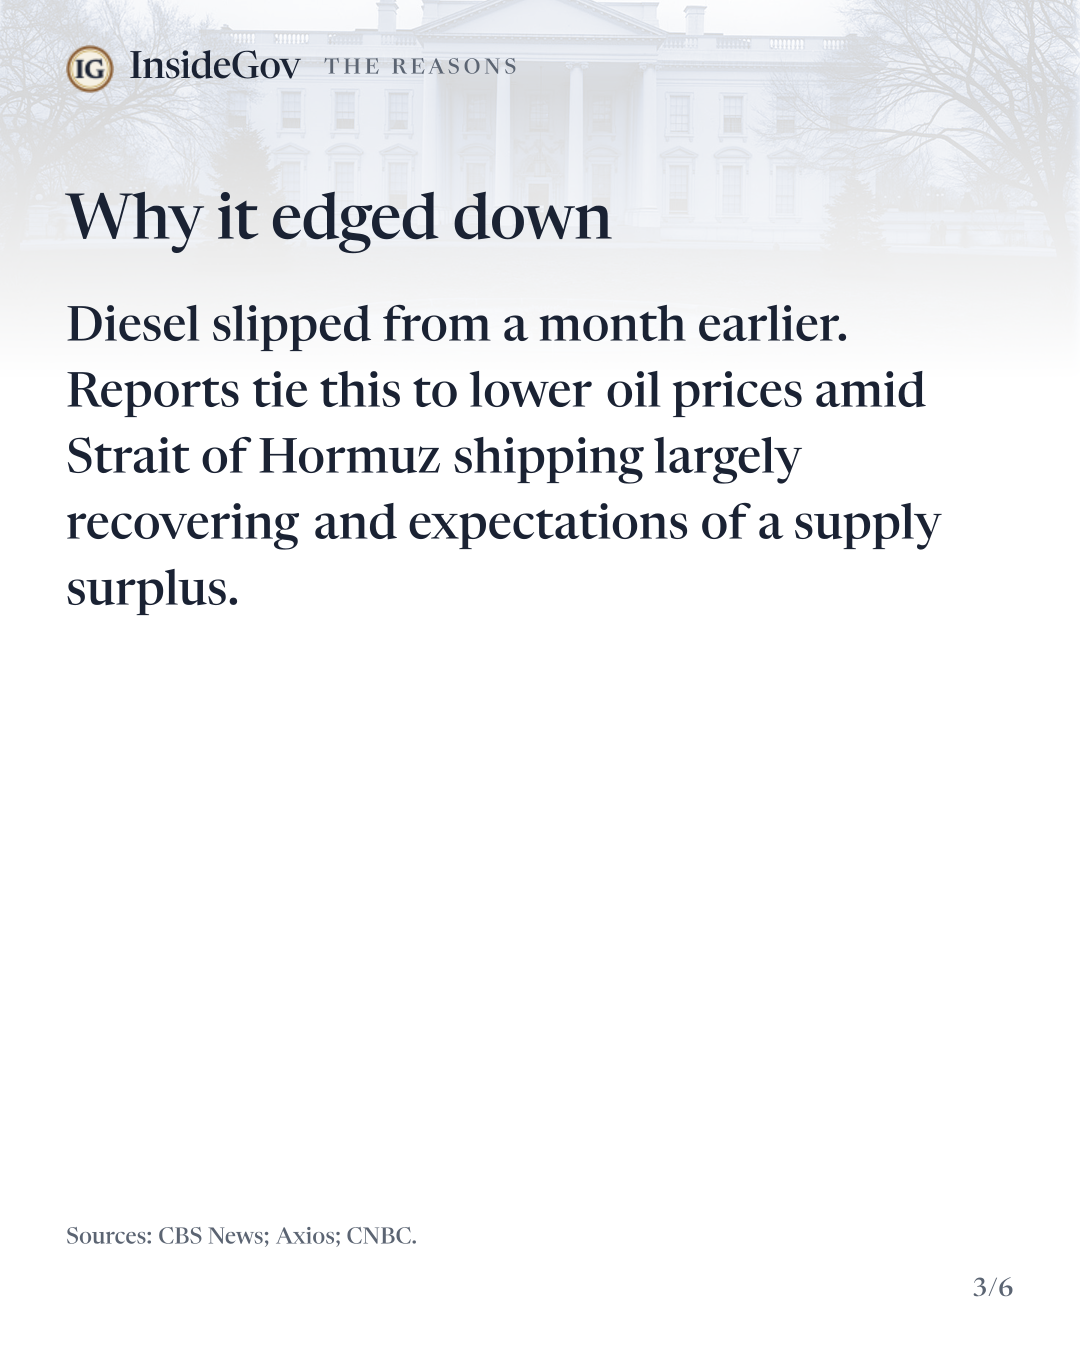 IG InsideGov THE REASONS
Why it edged down
Diesel slipped from a month earlier.
Reports tie this to lower oil prices amid
Strait of Hormuz shipping largely
recovering and expectations of a supply
surplus.
Sources: CBS News; Axios; CNBC.
3/6